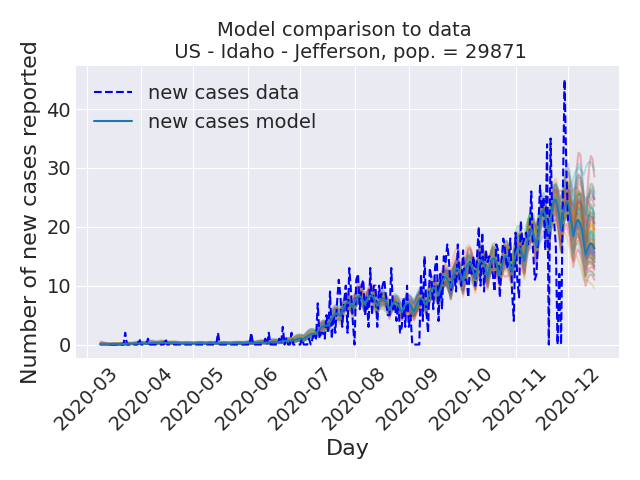 Model comparison to data
US - Idaho - Jefferson, pop. = 29871
new cases data
new cases model
Number of new cases reported
40
30
20
10
0
2020-03
2020-04
2020-05
2020-06
2020-07
2020-08
2020-09
2020-10
2020-11
2020-12
Day